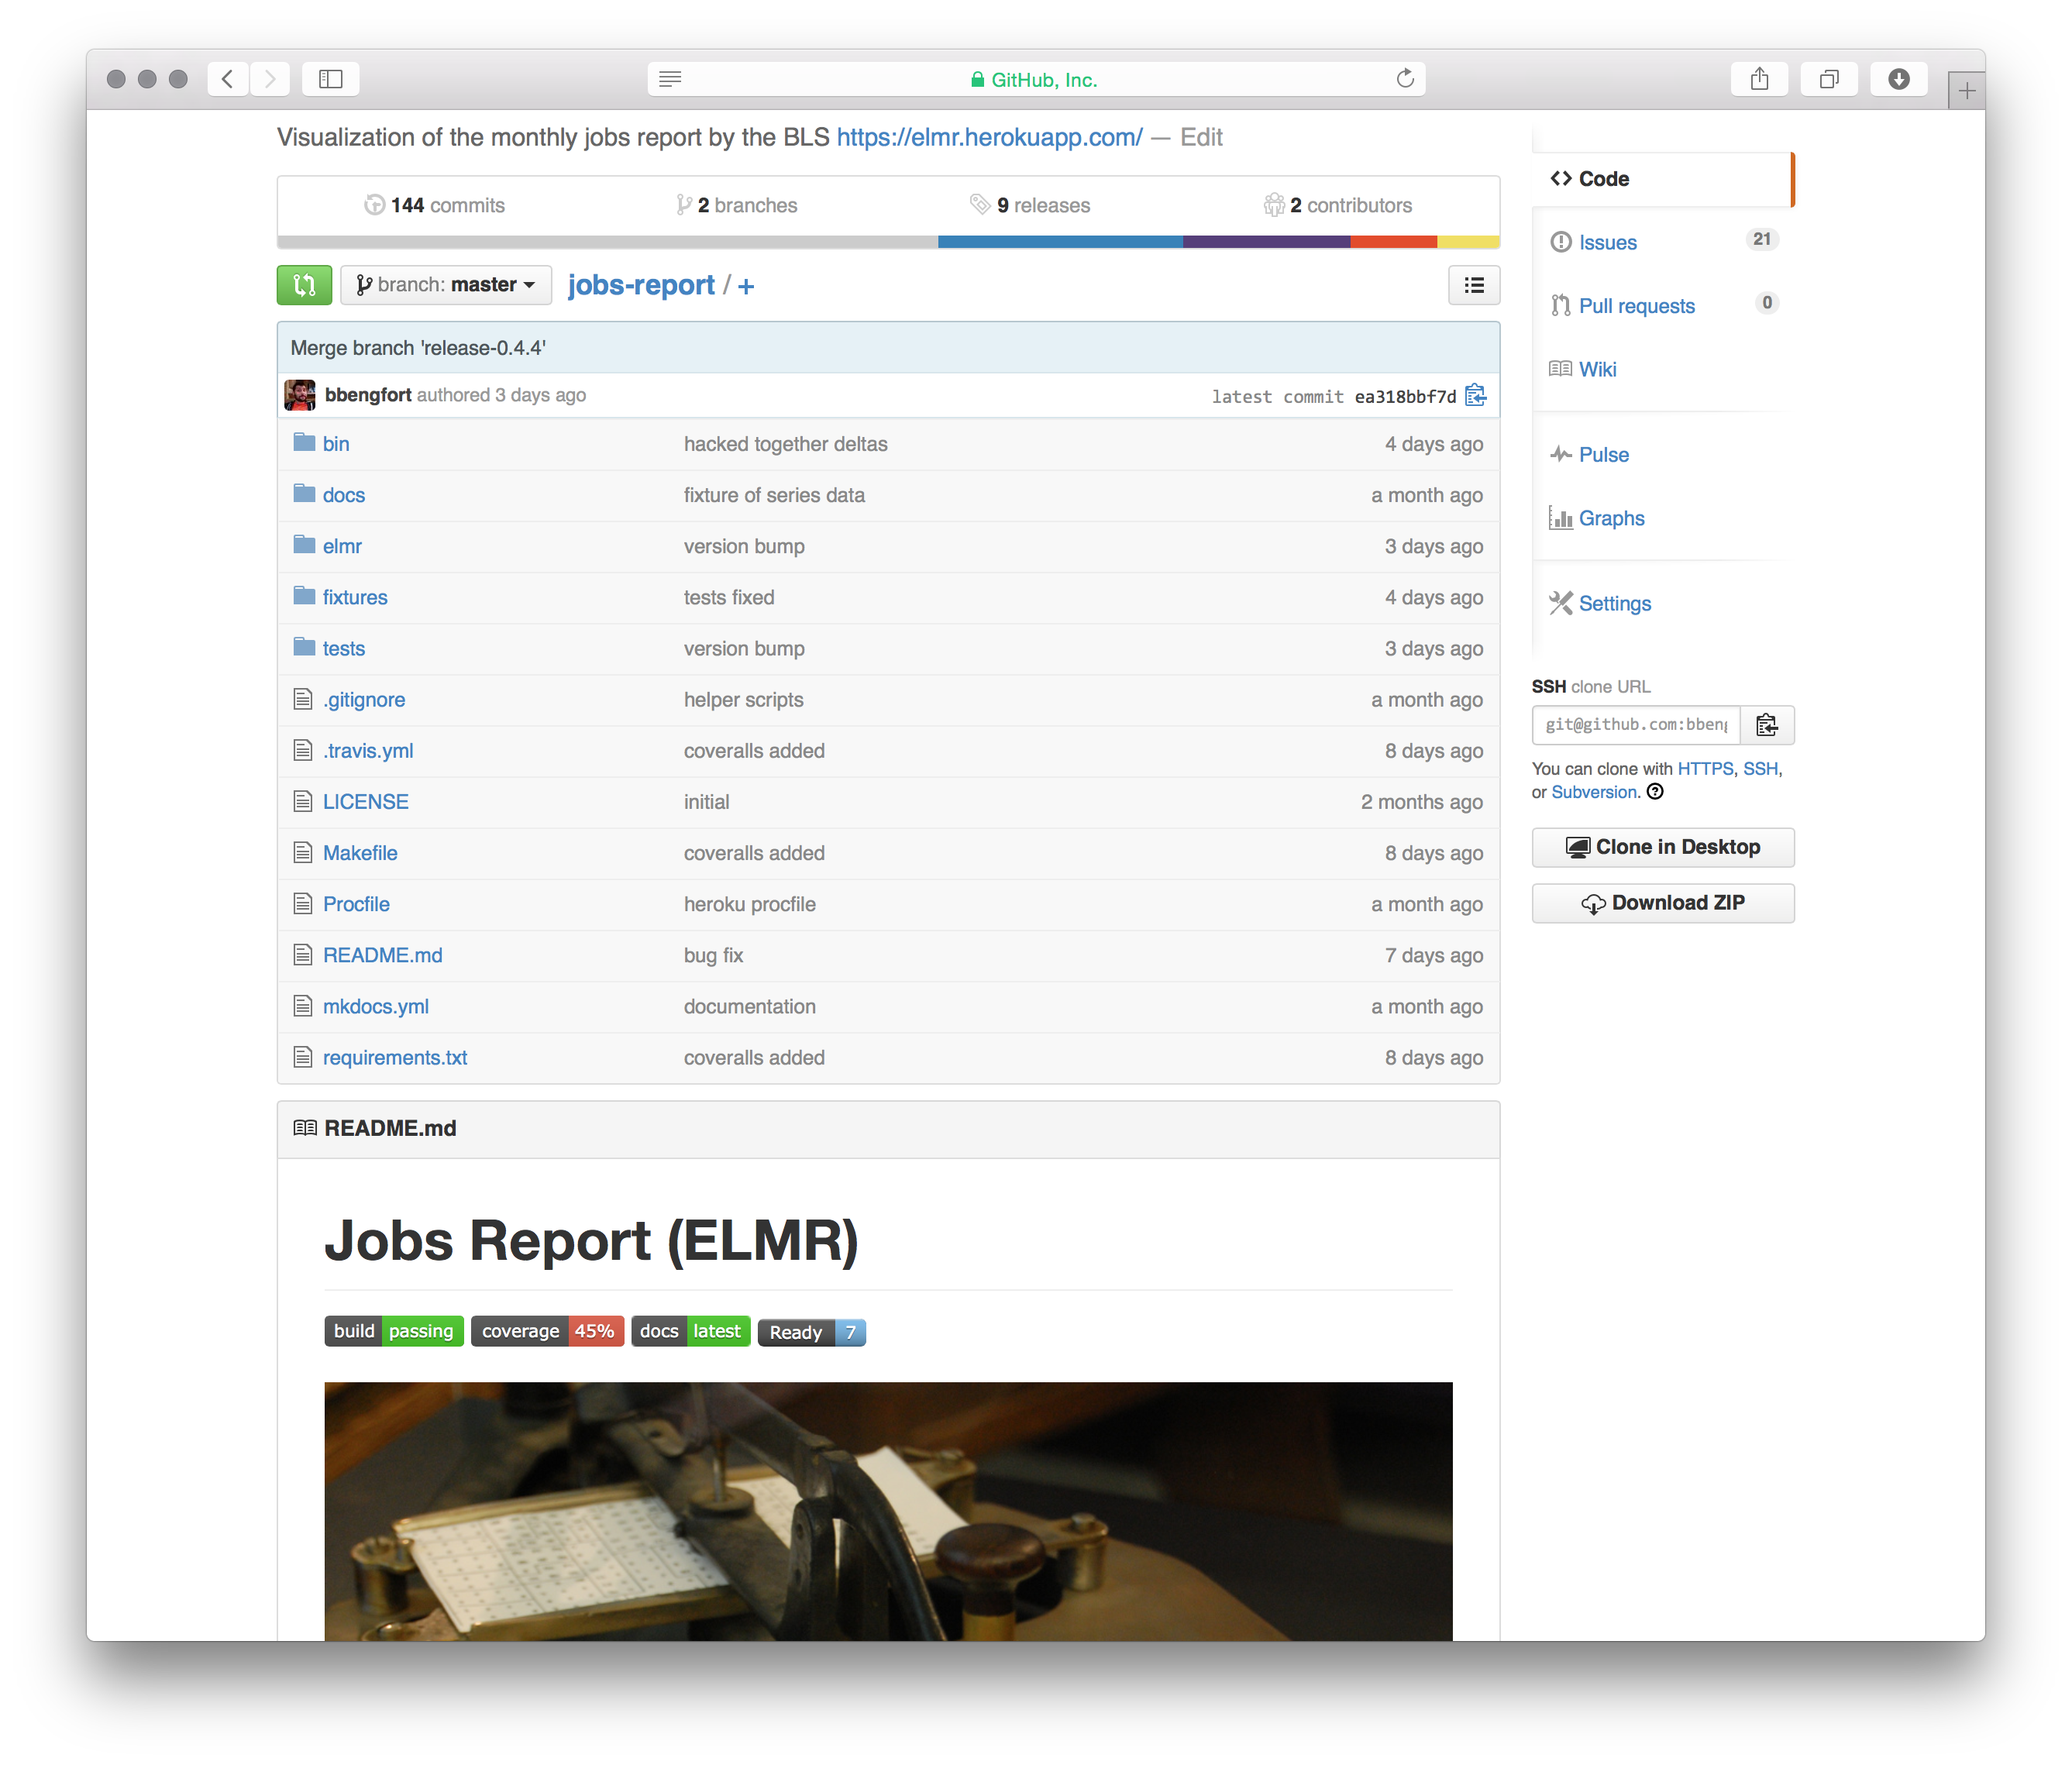 GitHub, Inc.
Visualization of the monthly jobs report by the BLS https://elmr.herokuapp.com/ — Edit
144 commits 2 branches 9 releases 2 contributors
branch: master jobs-report / +
Merge branch 'release-0.4.4'
bbengfort authored 3 days ago latest commit ea318bbf7d
bin hacked together deltas 4 days ago
docs fixture of series data a month ago
elmr version bump 3 days ago
fixtures tests fixed 4 days ago
tests version bump 3 days ago
.gitignore helper scripts a month ago
.travis.yml coveralls added 8 days ago
LICENSE initial 2 months ago
Makefile coveralls added 8 days ago
Procfile heroku procfile a month ago
README.md bug fix 7 days ago
mkdocs.yml documentation a month ago
requirements.txt coveralls added 8 days ago
README.md
Jobs Report (ELMR)
build passing coverage 45% docs latest Ready 7
Code
Issues 21
Pull requests 0
Wiki
Pulse
Graphs
Settings
SSH clone URL
git@github.com:bbeng
You can clone with HTTPS, SSH,
or Subversion.
Clone in Desktop
Download ZIP